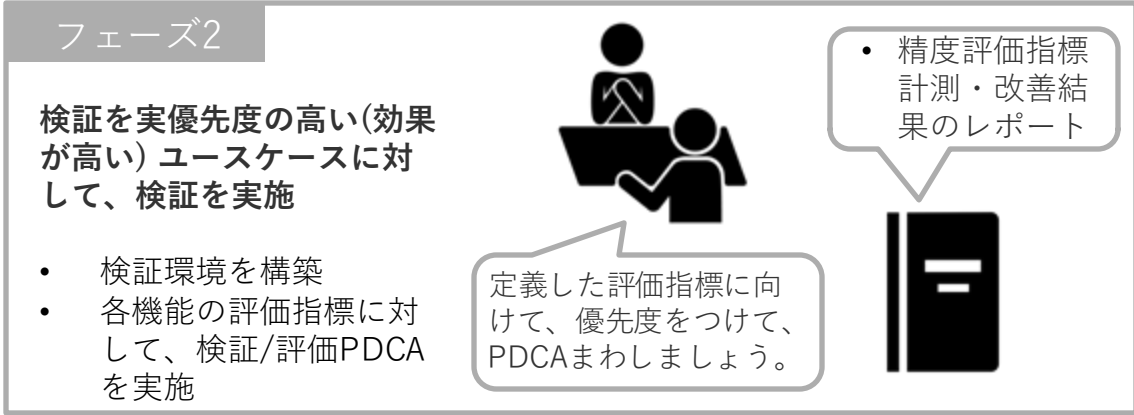 フェーズ2
検証を実優先度の高い(効果
が高い) ユースケースに対
して、検証を実施
• 検証環境を構築
• 各機能の評価指標に対
して、検証/評価PDCA
を実施
定義した評価指標に向
けて、優先度をつけて、
PDCAまわしましょう。
• 精度評価指標
計測・改善結
果のレポート